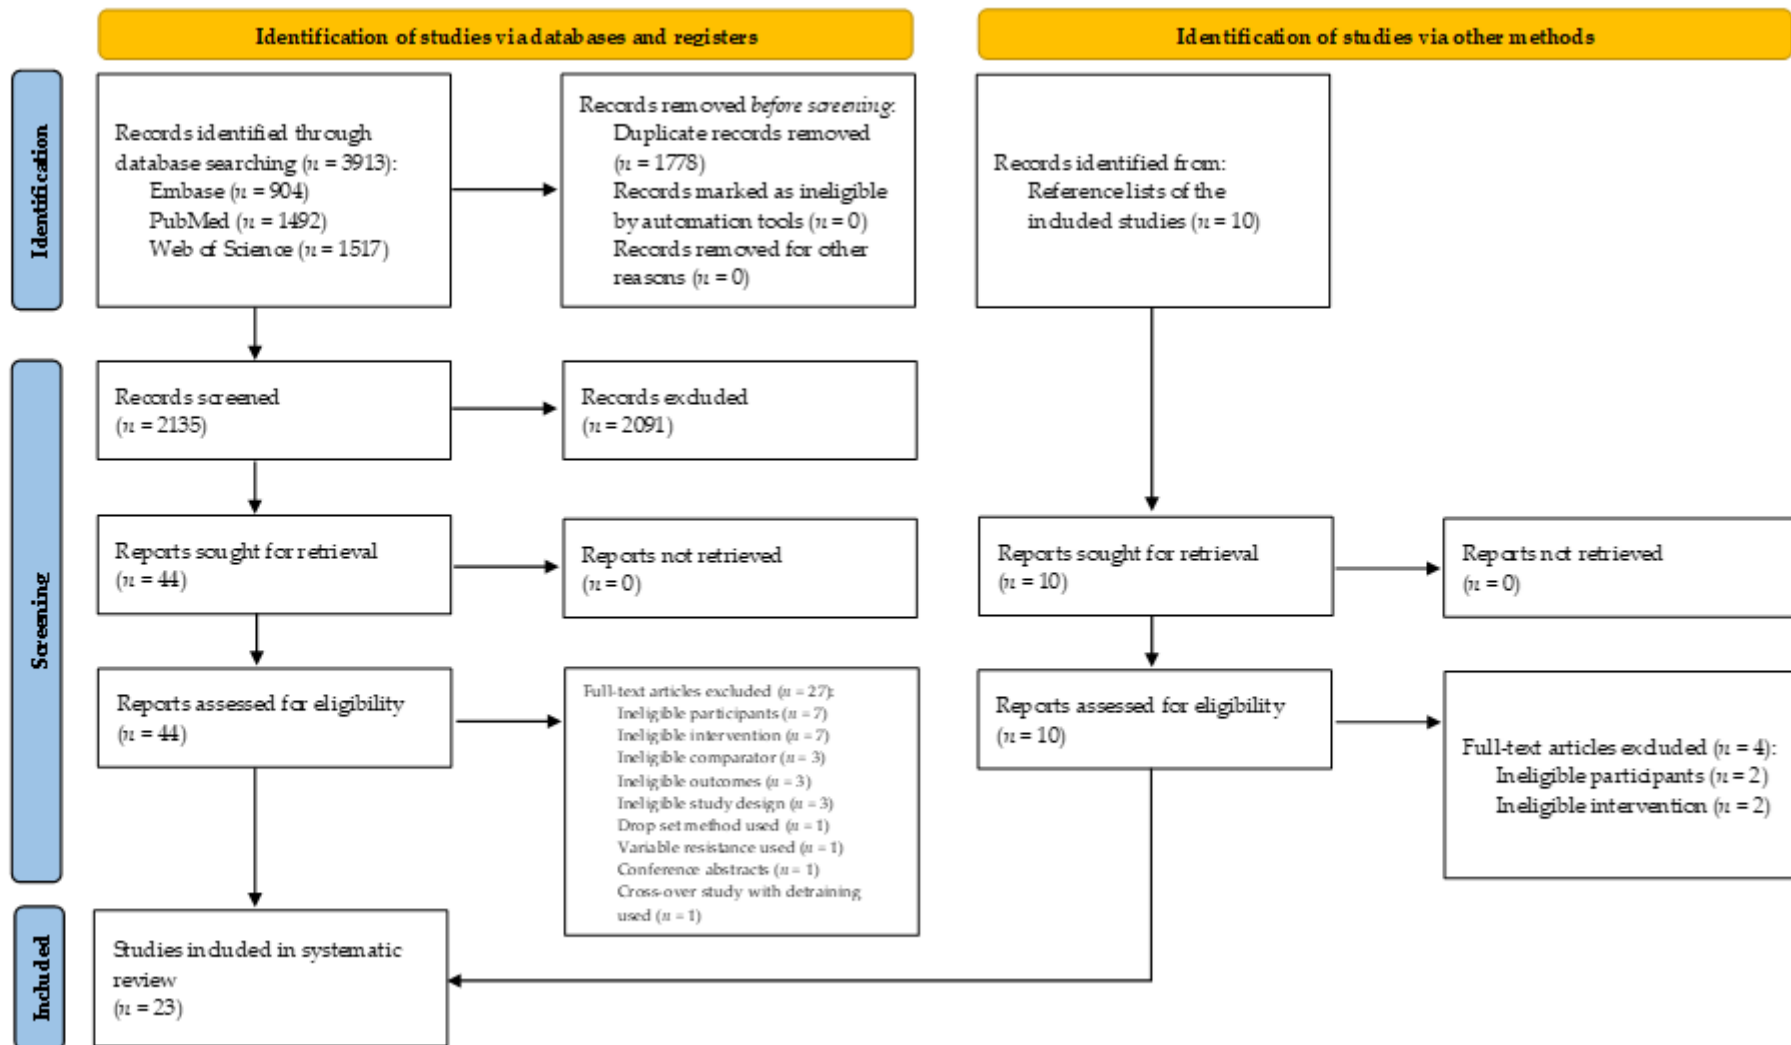 Identification of studies via databases and registers
Identification of studies via other methods
Identification
Records identified through
database searching (n = 3913):
Embase (n = 904)
PubMed (n = 1492)
Web of Science (n = 1517)
Records removed before screening:
Duplicate records removed
(n = 1778)
Records marked as ineligible
by automation tools (n = 0)
Records removed for other
reasons (n = 0)
Records identified from:
Reference lists of the
included studies (n = 10)
Screening
Records screened
(n = 2135)
Records excluded
(n = 2091)
Reports sought for retrieval
(n = 44)
Reports not retrieved
(n = 0)
Reports sought for retrieval
(n = 10)
Reports not retrieved
(n = 0)
Reports assessed for eligibility
(n = 44)
Full-text articles excluded (n = 27):
Ineligible participants (n = 7)
Ineligible intervention (n = 7)
Ineligible comparator (n = 3)
Ineligible outcomes (n = 3)
Ineligible study design (n = 3)
Drop set method used (n = 1)
Variable resistance used (n = 1)
Conference abstracts (n = 1)
Cross-over study with detraining
used (n = 1)
Reports assessed for eligibility
(n = 10)
Full-text articles excluded (n = 4):
Ineligible participants (n = 2)
Ineligible intervention (n = 2)
Included
Studies included in systematic
review
(n = 23)